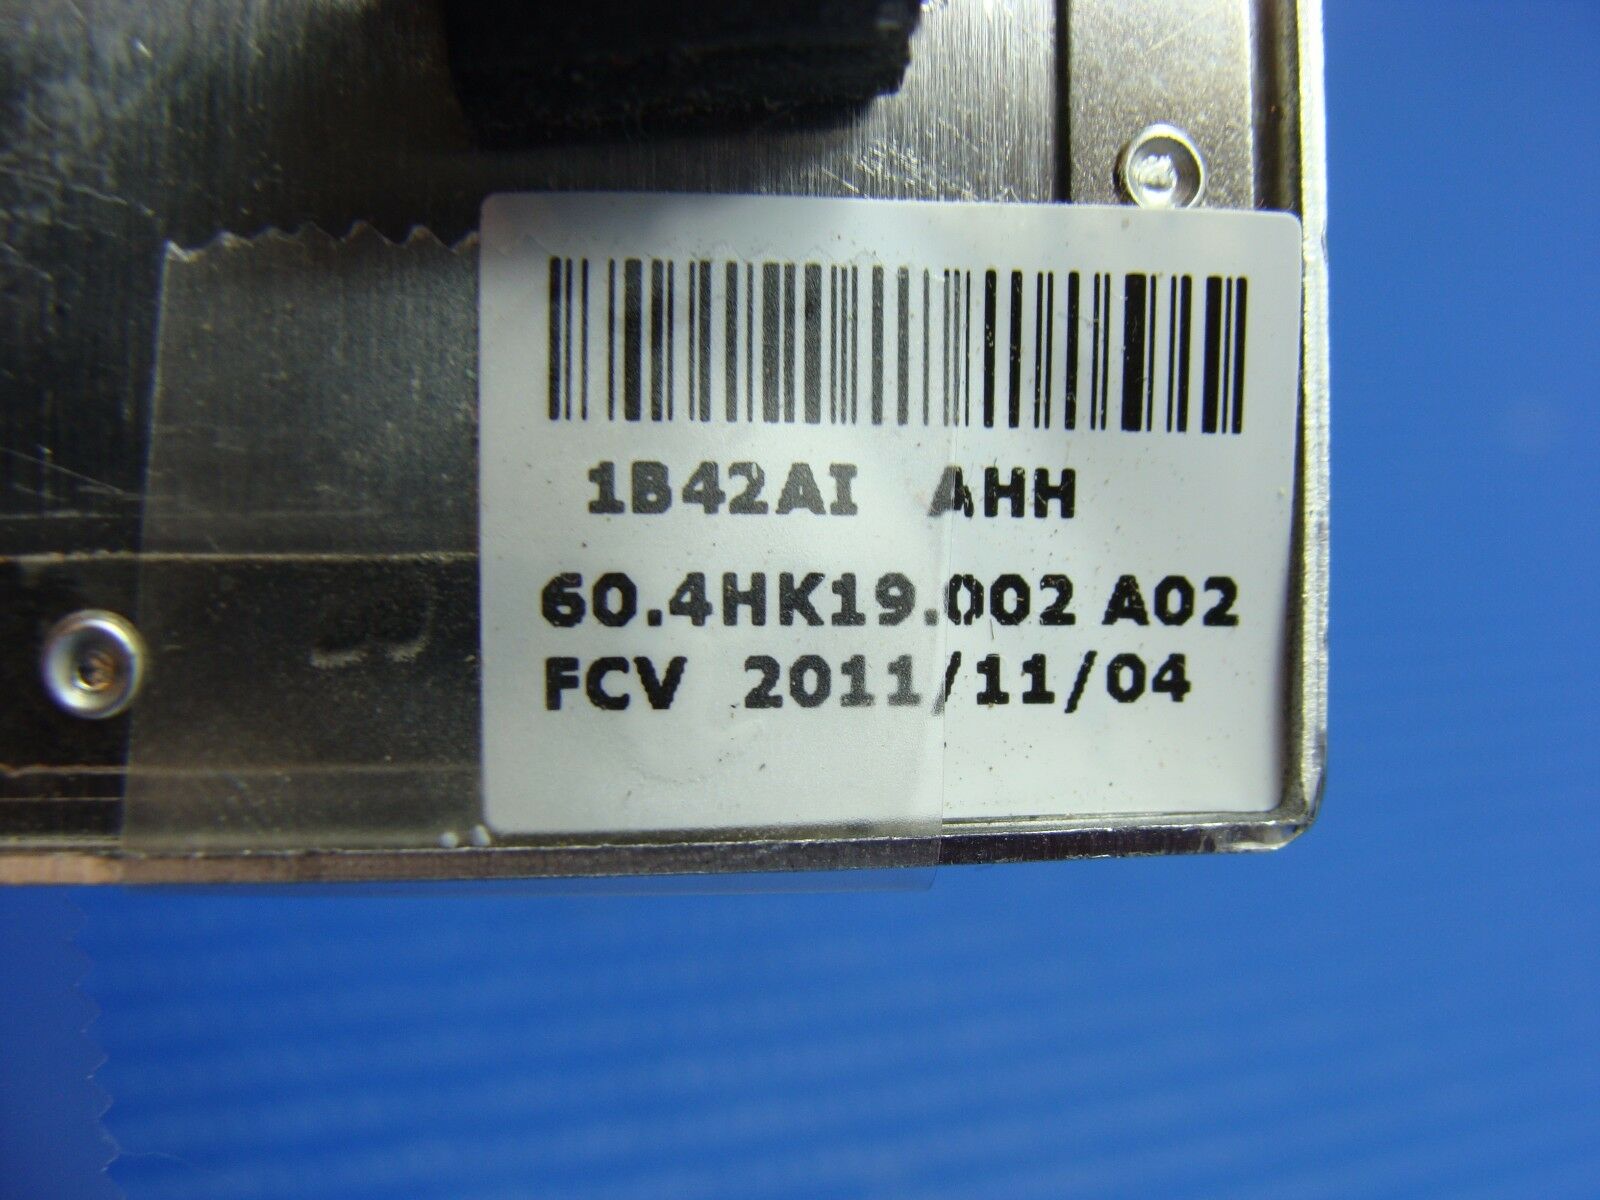 1B42AI AHH
60.4HK19.002 A02
FCV 2011/11/04